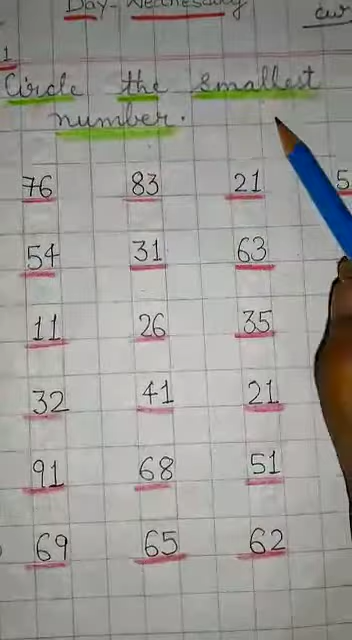 Day - Wednesday
1
Circle the smallest
number.
76 83 21 5
54 31 63
11 26 35
32 41 21
91 68 51
69 65 62